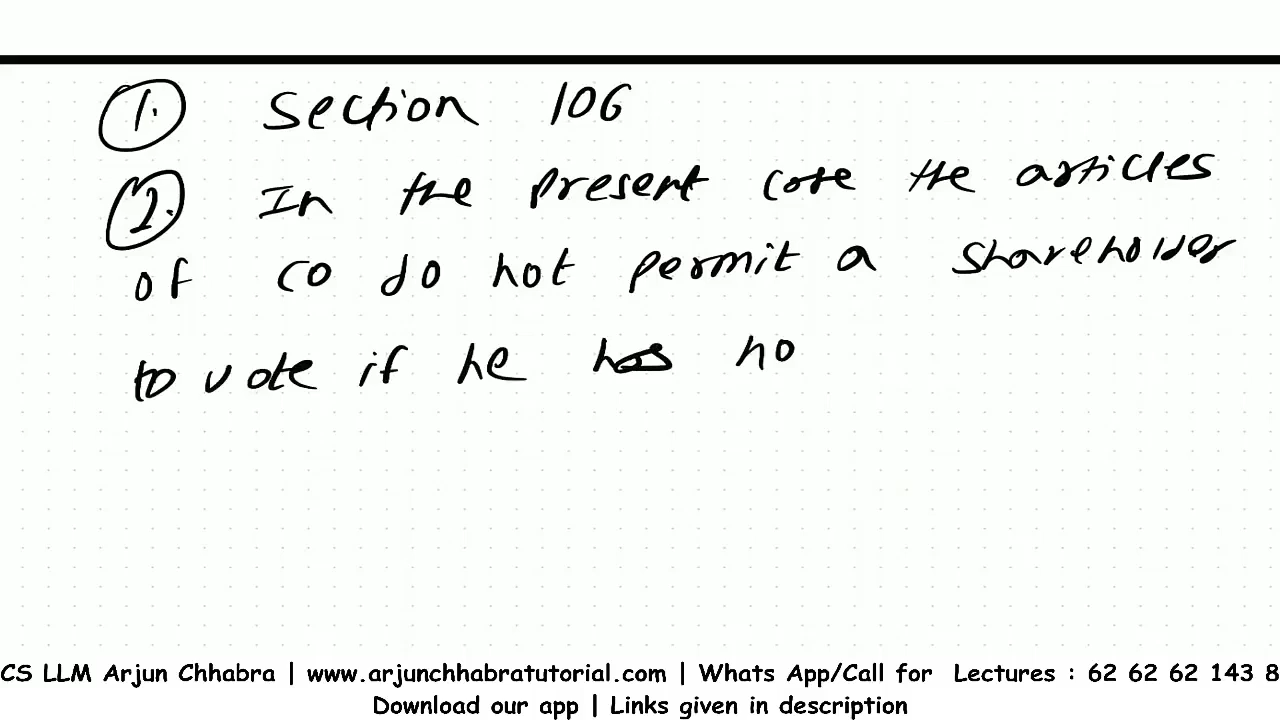 1. Section 106
2. In the present case the articles
of co do not permit a shareholder
to vote if he has no
CS LLM Arjun Chhabra | www.arjunchhabratutorial.com | Whats App/Call for Lectures : 62 62 62 143 8
Download our app | Links given in description